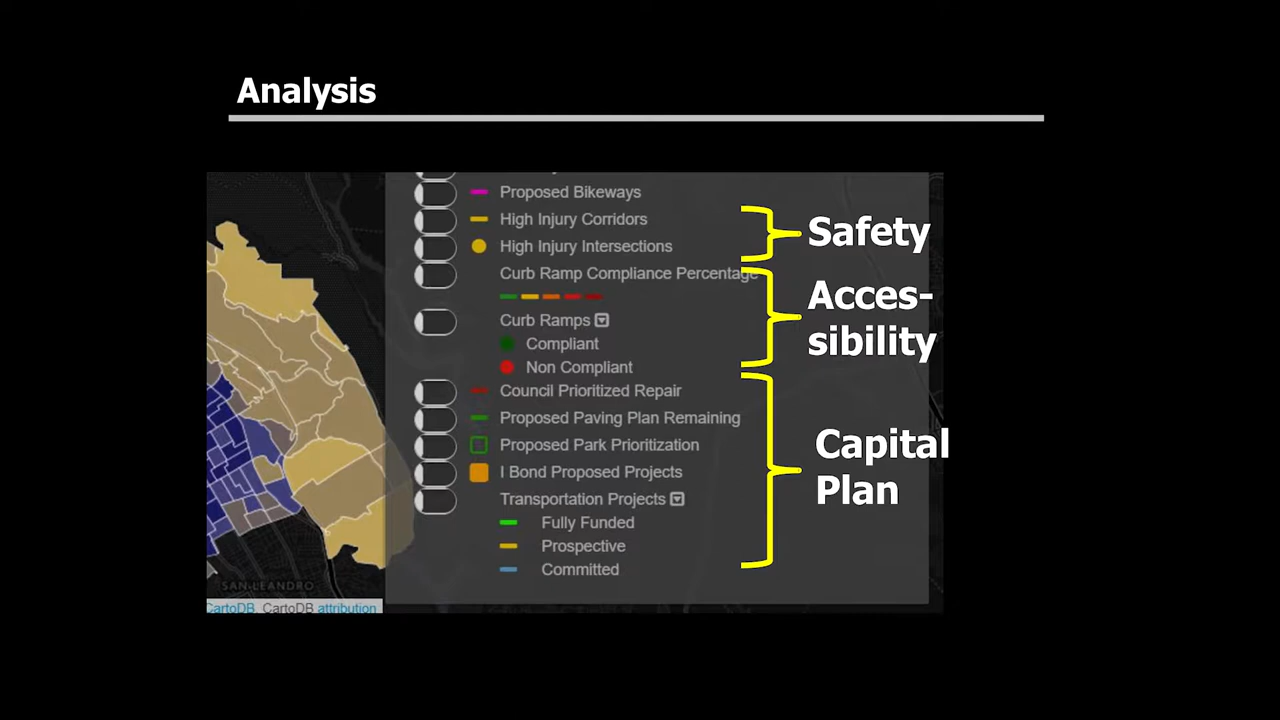 Analysis
Proposed Bikeways
High Injury Corridors
High Injury Intersections
Safety
Curb Ramp Compliance Percentage
Curb Ramps
Compliant
Non Compliant
Acces-
sibility
Council Prioritized Repair
Proposed Paving Plan Remaining
Proposed Park Prioritization
I Bond Proposed Projects
Transportation Projects
Fully Funded
Prospective
Committed
Capital
Plan
SAN LEANDRO
CartoDB, CartoDB attribution